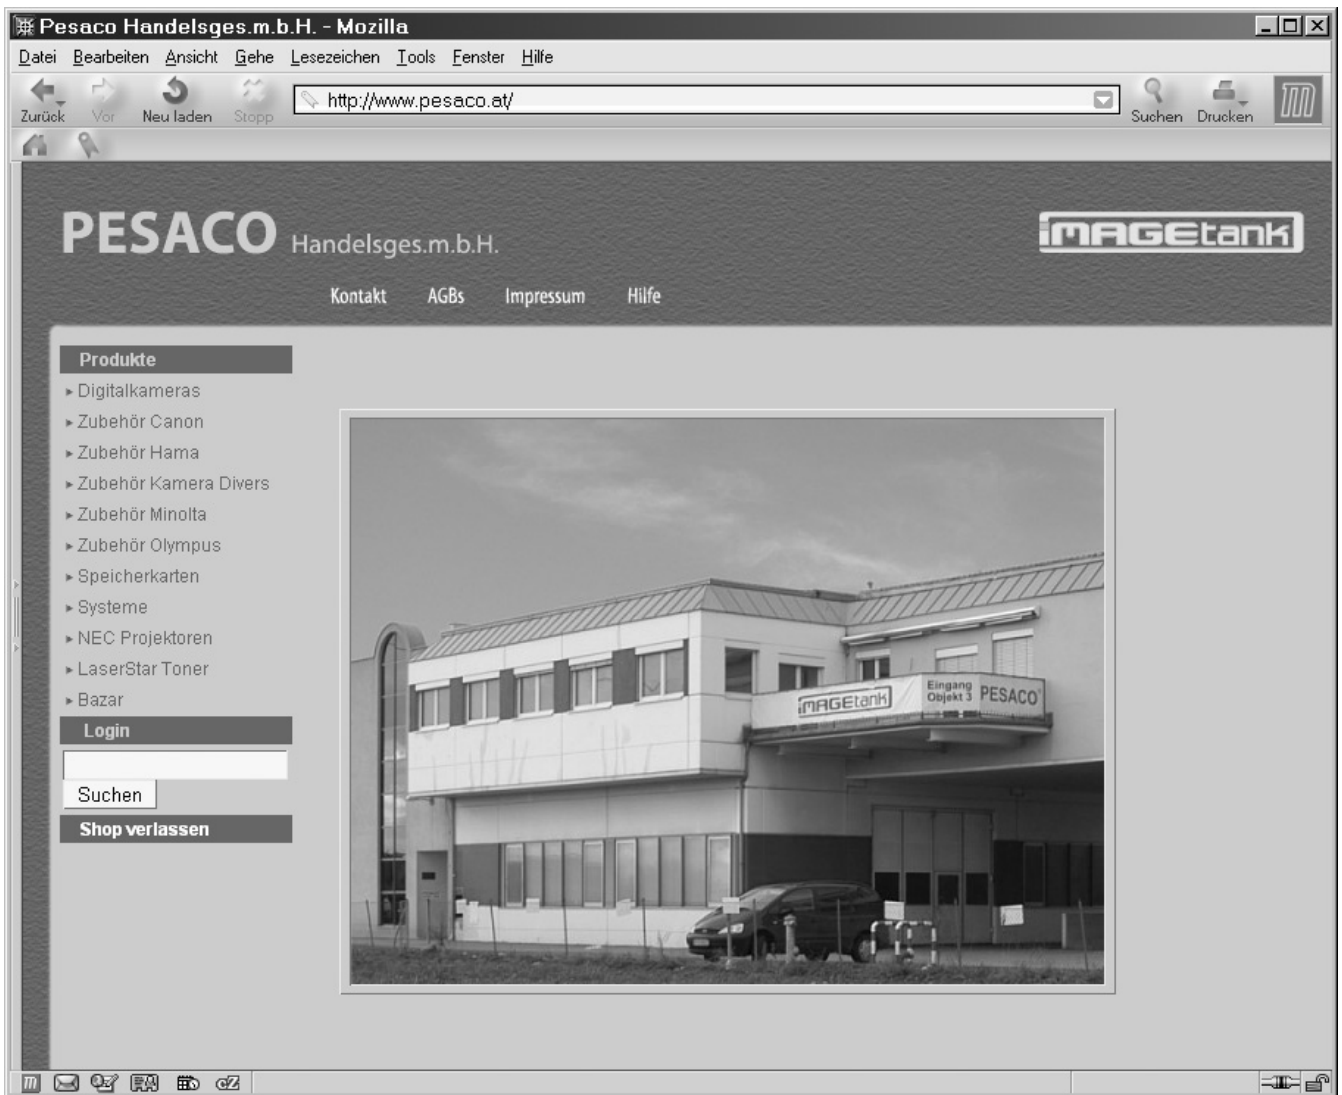 Pesaco Handelsges.m.b.H. - Mozilla
Datei Bearbeiten Ansicht Gehe Lesezeichen Tools Fenster Hilfe
http://www.pesaco.at/
Zurück Vor Neu laden Stopp Suchen Drucken
PESACO Handelsges.m.b.H.
iMAGEtank
Kontakt AGBs Impressum Hilfe
Produkte
Digitalkameras
Zubehör Canon
Zubehör Hama
Zubehör Kamera Divers
Zubehör Minolta
Zubehör Olympus
Speicherkarten
Systeme
NEC Projektoren
LaserStar Toner
Bazar
Login
Suchen
Shop verlassen
iMAGEtank
Eingang
Objekt 3
PESACO